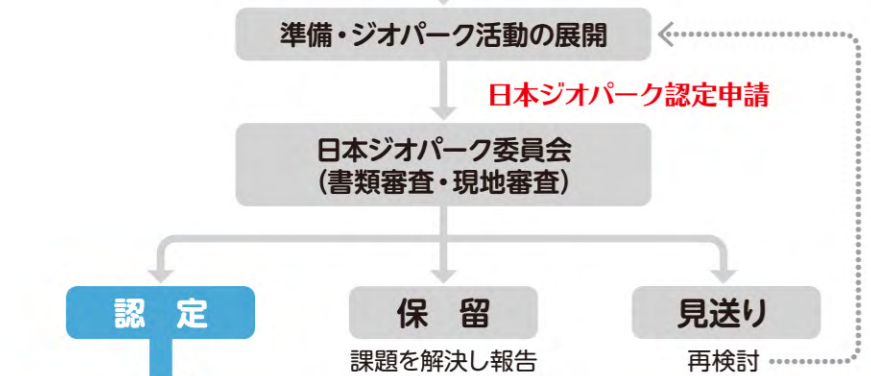 準備・ジオパーク活動の展開
日本ジオパーク認定申請
日本ジオパーク委員会
(書類審査・現地審査)
認 定
保 留
見送り
課題を解決し報告
再検討